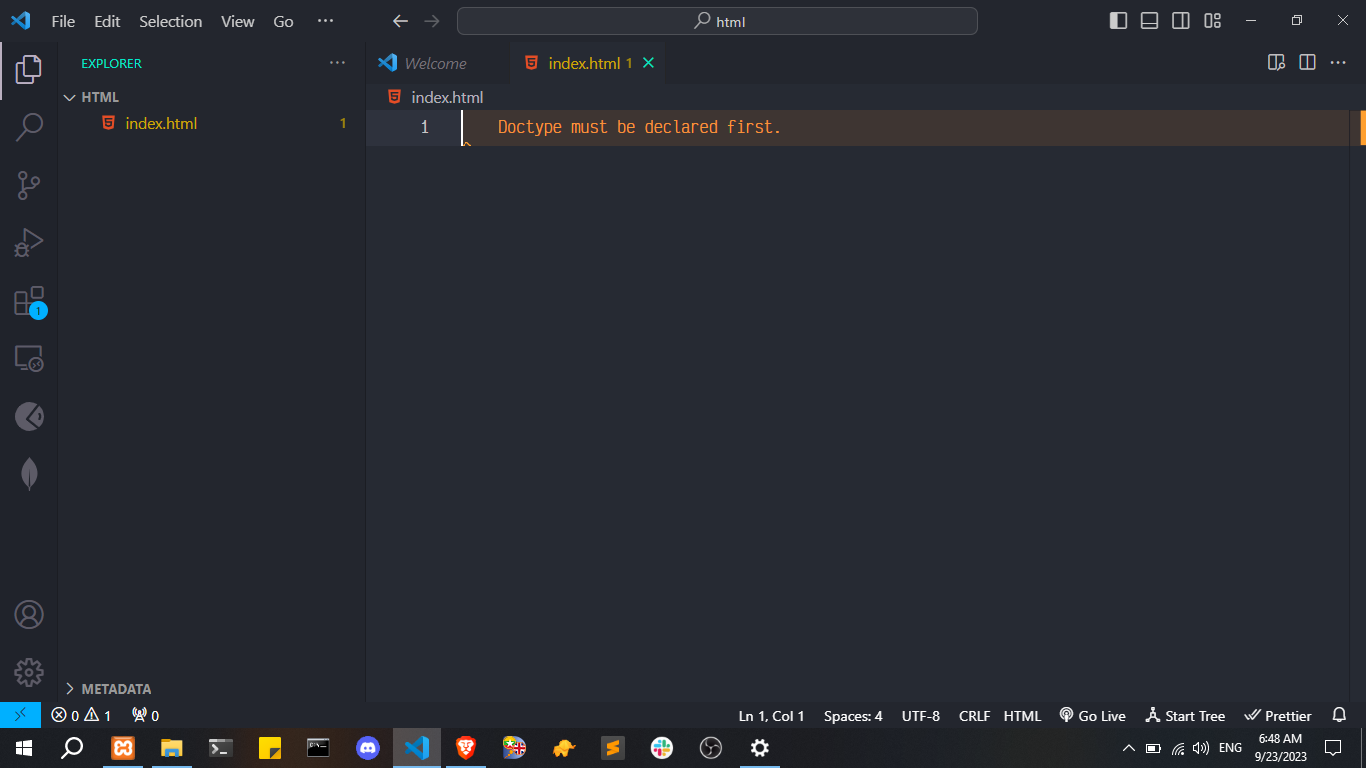 File Edit Selection View Go ···
html
EXPLORER
HTML
index.html 1
METADATA
Welcome
index.html 1
index.html
1 Doctype must be declared first.
1
0 1 0
Ln 1, Col 1 Spaces: 4 UTF-8 CRLF HTML Go Live Start Tree Prettier
ENG
6:48 AM
9/23/2023